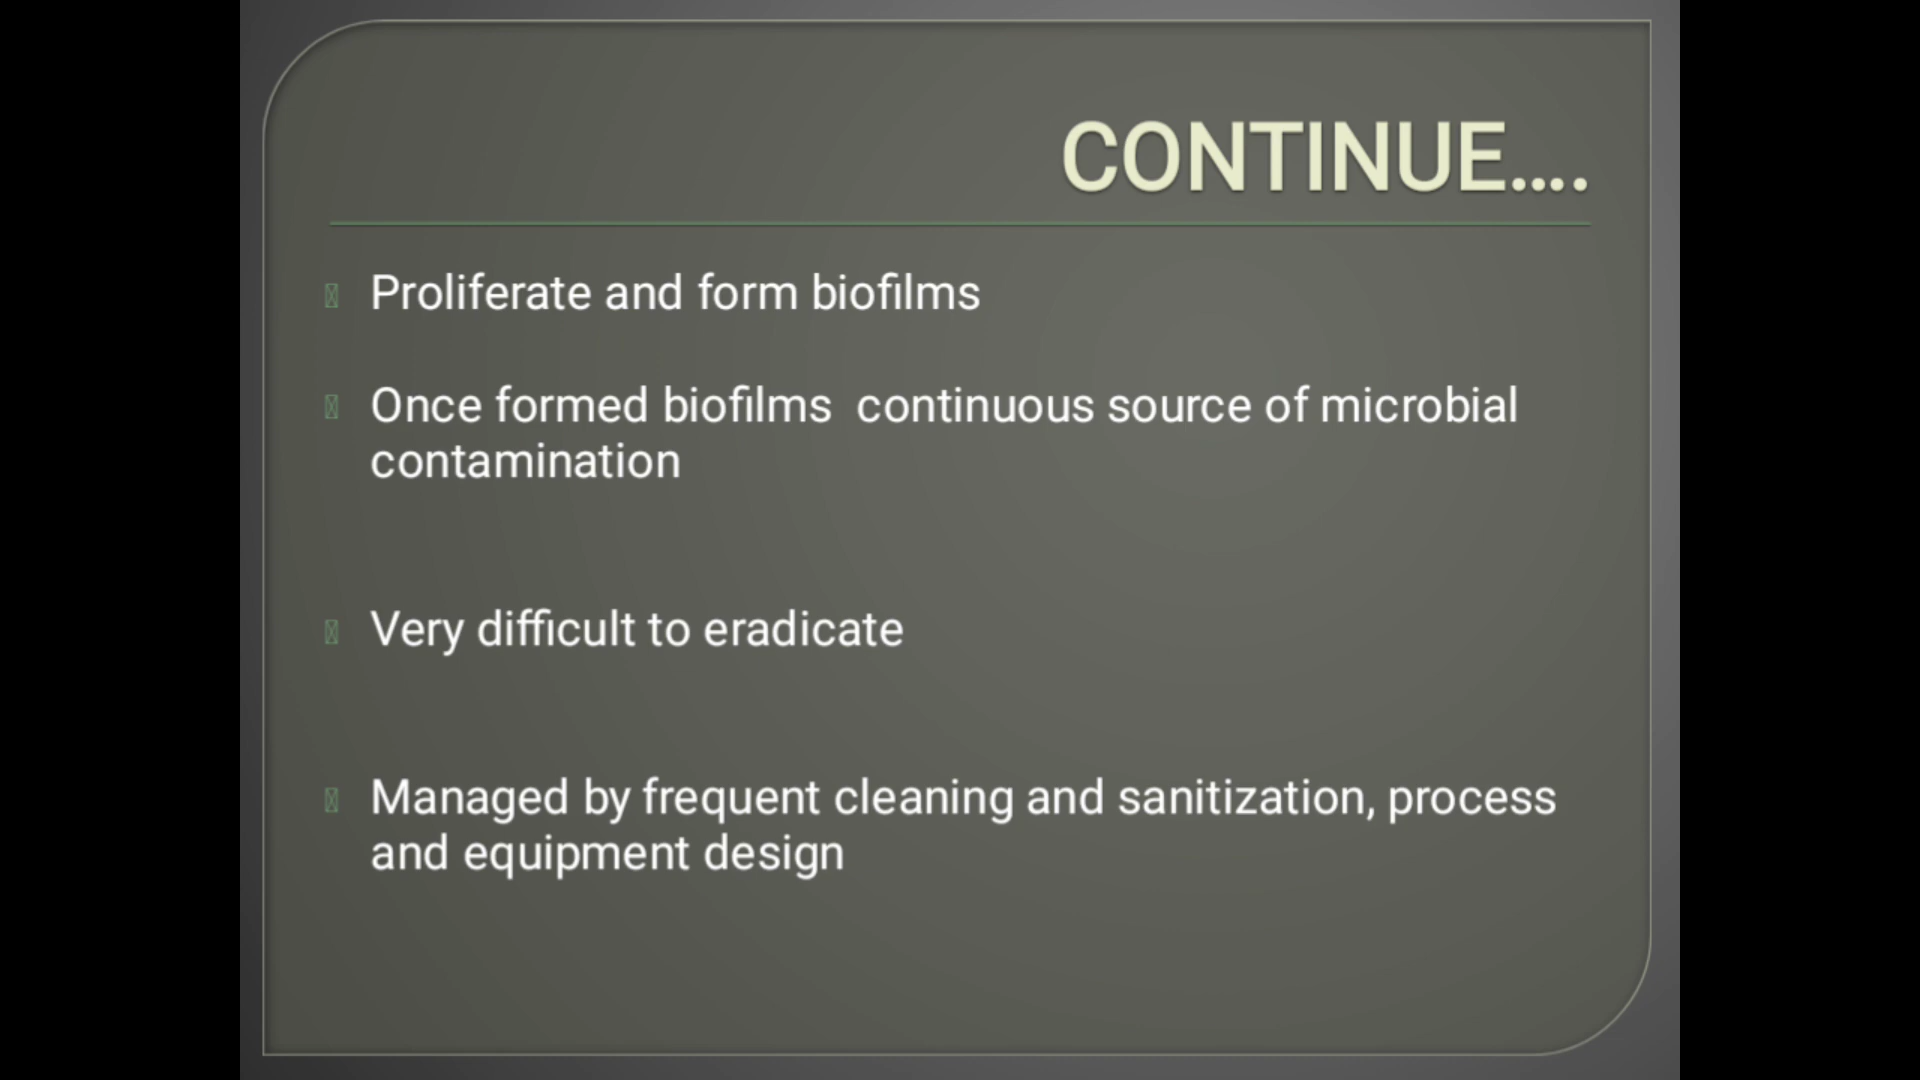 CONTINUE....
Proliferate and form biofilms
Once formed biofilms  continuous source of microbial
contamination
Very difficult to eradicate
Managed by frequent cleaning and sanitization, process
and equipment design